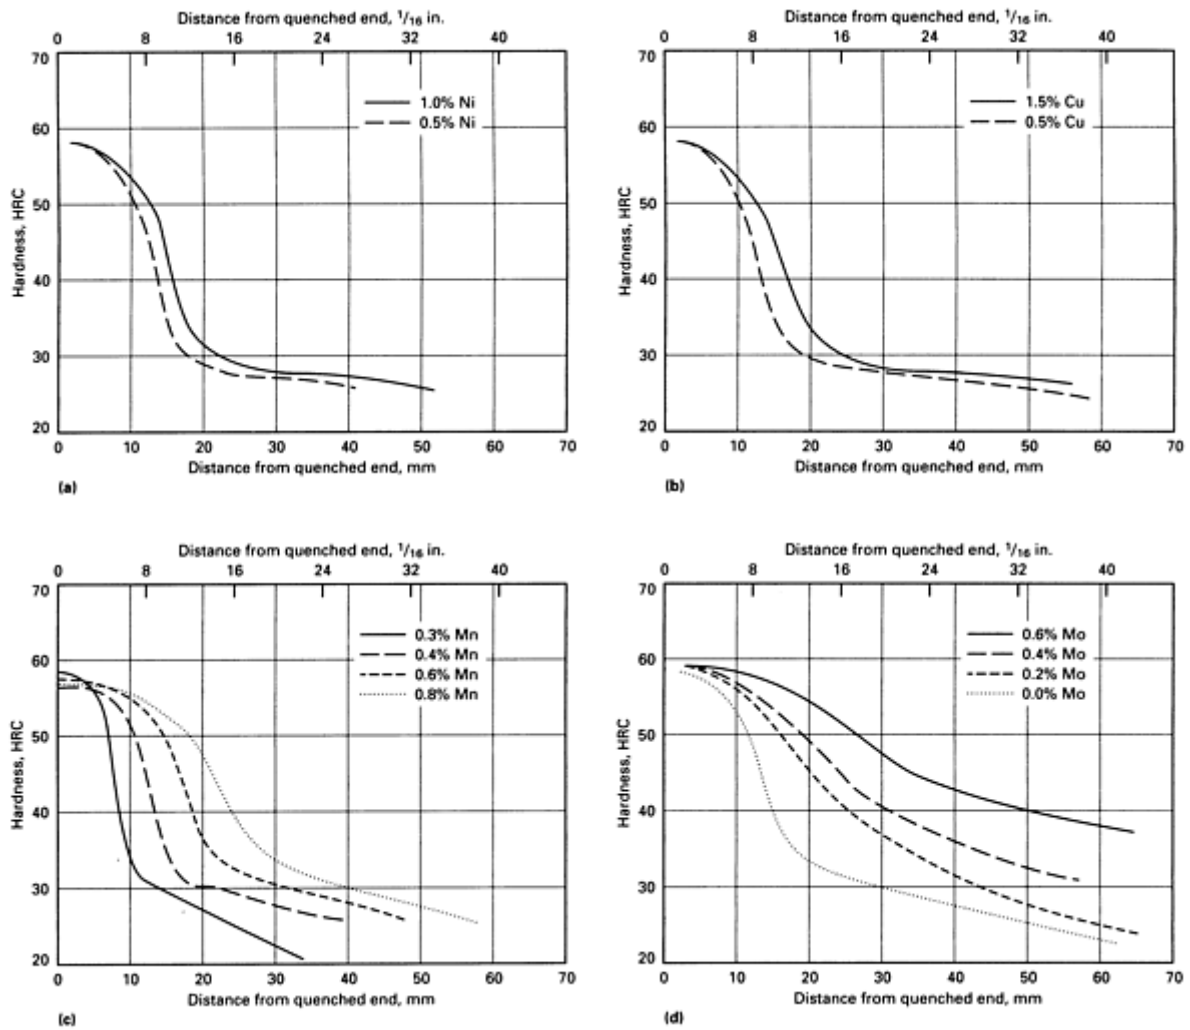 Distance from quenched end, 1/16 in.
0 8 16 24 32 40
70
60
50
40
30
20
Hardness, HRC
1.0% Ni
0.5% Ni
0 10 20 30 40 50 60 70
Distance from quenched end, mm
(a)
Distance from quenched end, 1/16 in.
0 8 16 24 32 40
70
60
50
40
30
20
Hardness, HRC
1.5% Cu
0.5% Cu
0 10 20 30 40 50 60 70
Distance from quenched end, mm
(b)
Distance from quenched end, 1/16 in.
0 8 16 24 32 40
70
60
50
40
30
20
Hardness, HRC
0.3% Mn
0.4% Mn
0.6% Mn
0.8% Mn
0 10 20 30 40 50 60 70
Distance from quenched end, mm
(c)
Distance from quenched end, 1/16 in.
0 8 16 24 32 40
70
60
50
40
30
20
Hardness, HRC
0.6% Mo
0.4% Mo
0.2% Mo
0.0% Mo
0 10 20 30 40 50 60 70
Distance from quenched end, mm
(d)